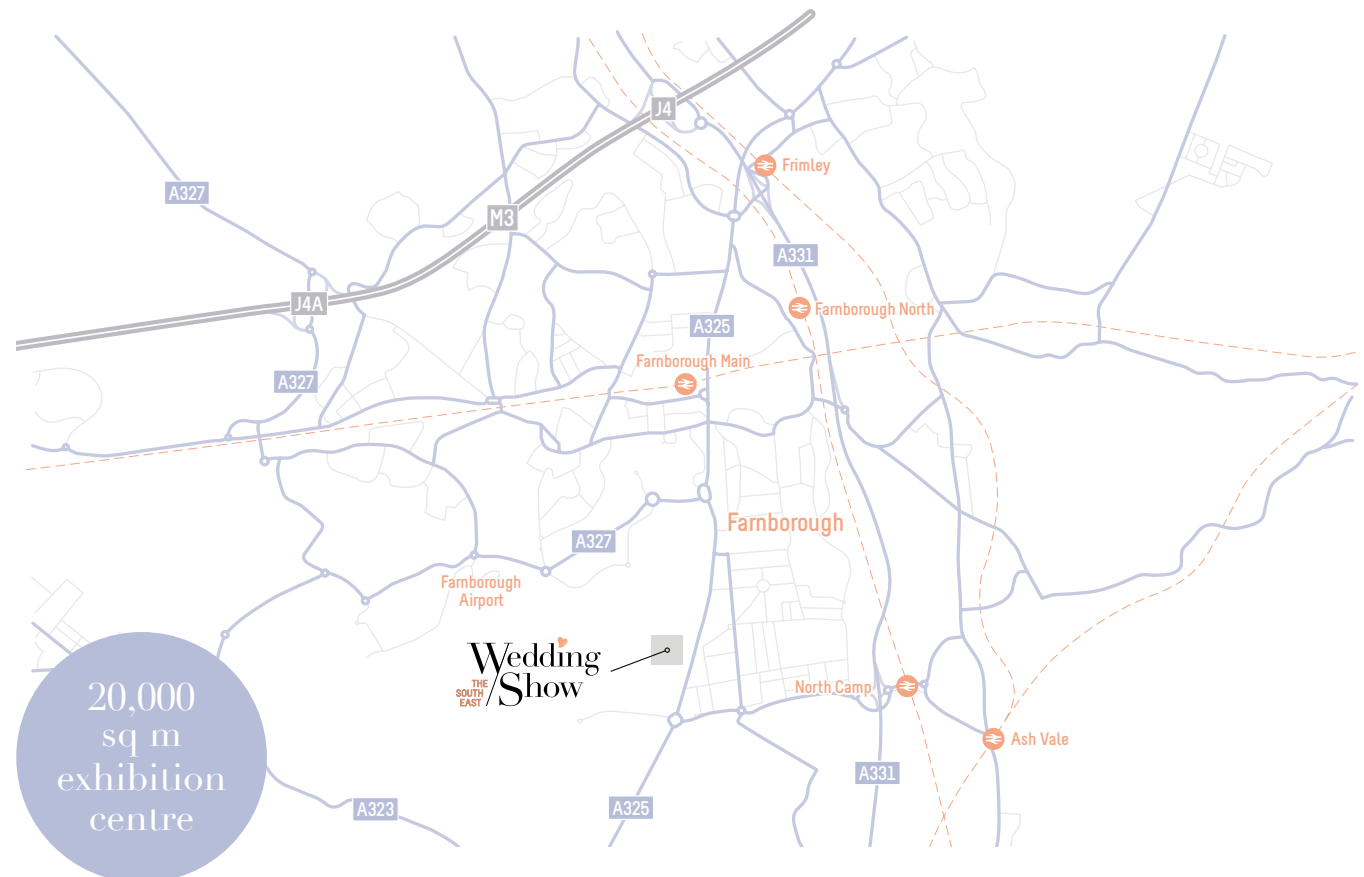 J4
Frimley
A327
M3
A331
J4A
Farnborough North
A325
Farnborough Main
A327
Farnborough
A327
Farnborough
Airport
Wedding
THE
SOUTH
EAST
Show
North Camp
20,000
sq m
exhibition
centre
Ash Vale
A331
A323
A325